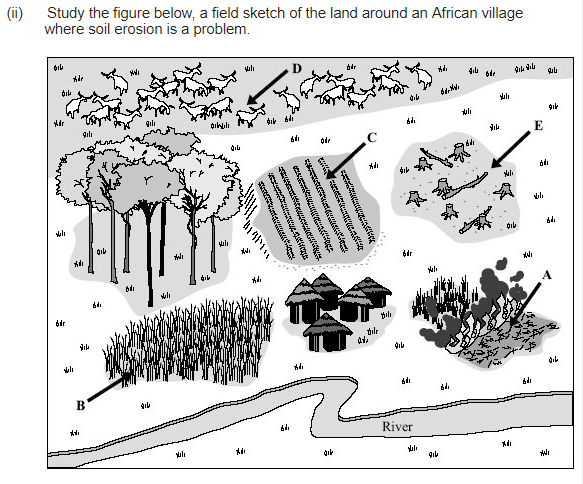 (ii) Study the figure below, a field sketch of the land around an African village
where soil erosion is a problem.
D
C
E
A
B
River